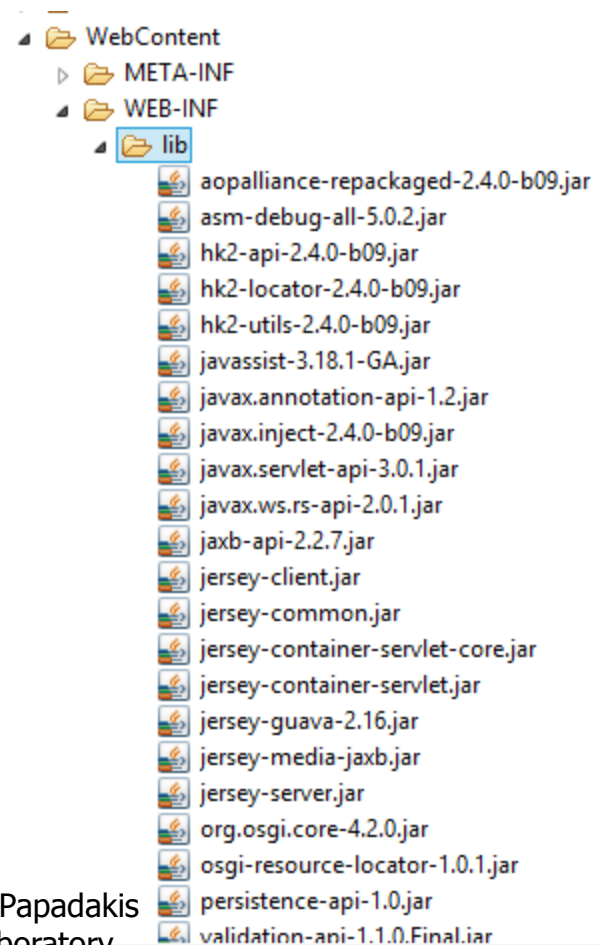 WebContent
META-INF
WEB-INF
lib
aopalliance-repackaged-2.4.0-b09.jar
asm-debug-all-5.0.2.jar
hk2-api-2.4.0-b09.jar
hk2-locator-2.4.0-b09.jar
hk2-utils-2.4.0-b09.jar
javassist-3.18.1-GA.jar
javax.annotation-api-1.2.jar
javax.inject-2.4.0-b09.jar
javax.servlet-api-3.0.1.jar
javax.ws.rs-api-2.0.1.jar
jaxb-api-2.2.7.jar
jersey-client.jar
jersey-common.jar
jersey-container-servlet-core.jar
jersey-container-servlet.jar
jersey-guava-2.16.jar
jersey-media-jaxb.jar
jersey-server.jar
org.osgi.core-4.2.0.jar
osgi-resource-locator-1.0.1.jar
Papadakis persistence-api-1.0.jar
boratory validation-api-1.1.0.Final.jar